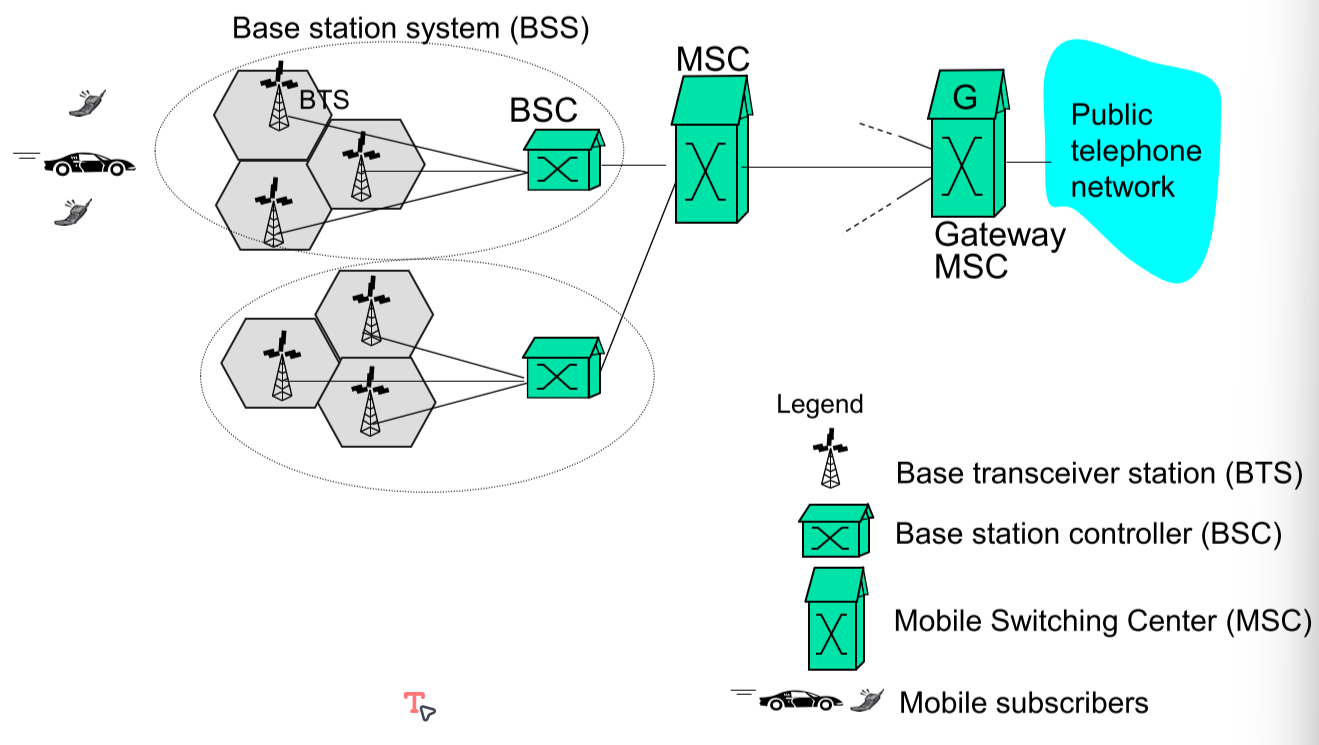 Base station system (BSS)
MSC
BTS
BSC
G
Public
telephone
network
Gateway
MSC
Legend
Base transceiver station (BTS)
Base station controller (BSC)
Mobile Switching Center (MSC)
Mobile subscribers
T